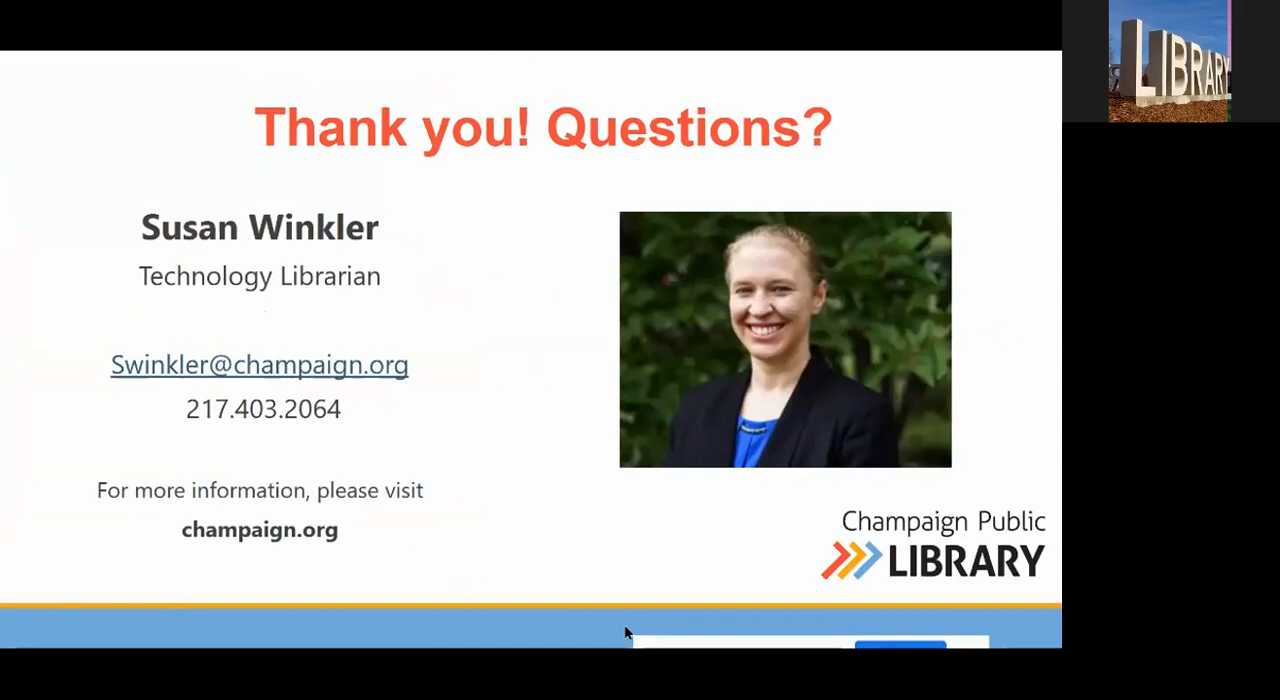 Thank you! Questions?
Susan Winkler
Technology Librarian
Swinkler@champaign.org
217.403.2064
For more information, please visit
champaign.org
Champaign Public
LIBRARY
LIBRARY